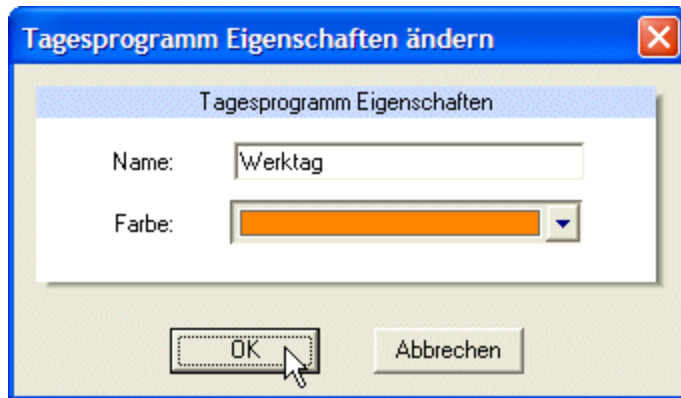 Tagesprogramm Eigenschaften ändern
Tagesprogramm Eigenschaften
Name: Werktag
Farbe:
OK Abbrechen